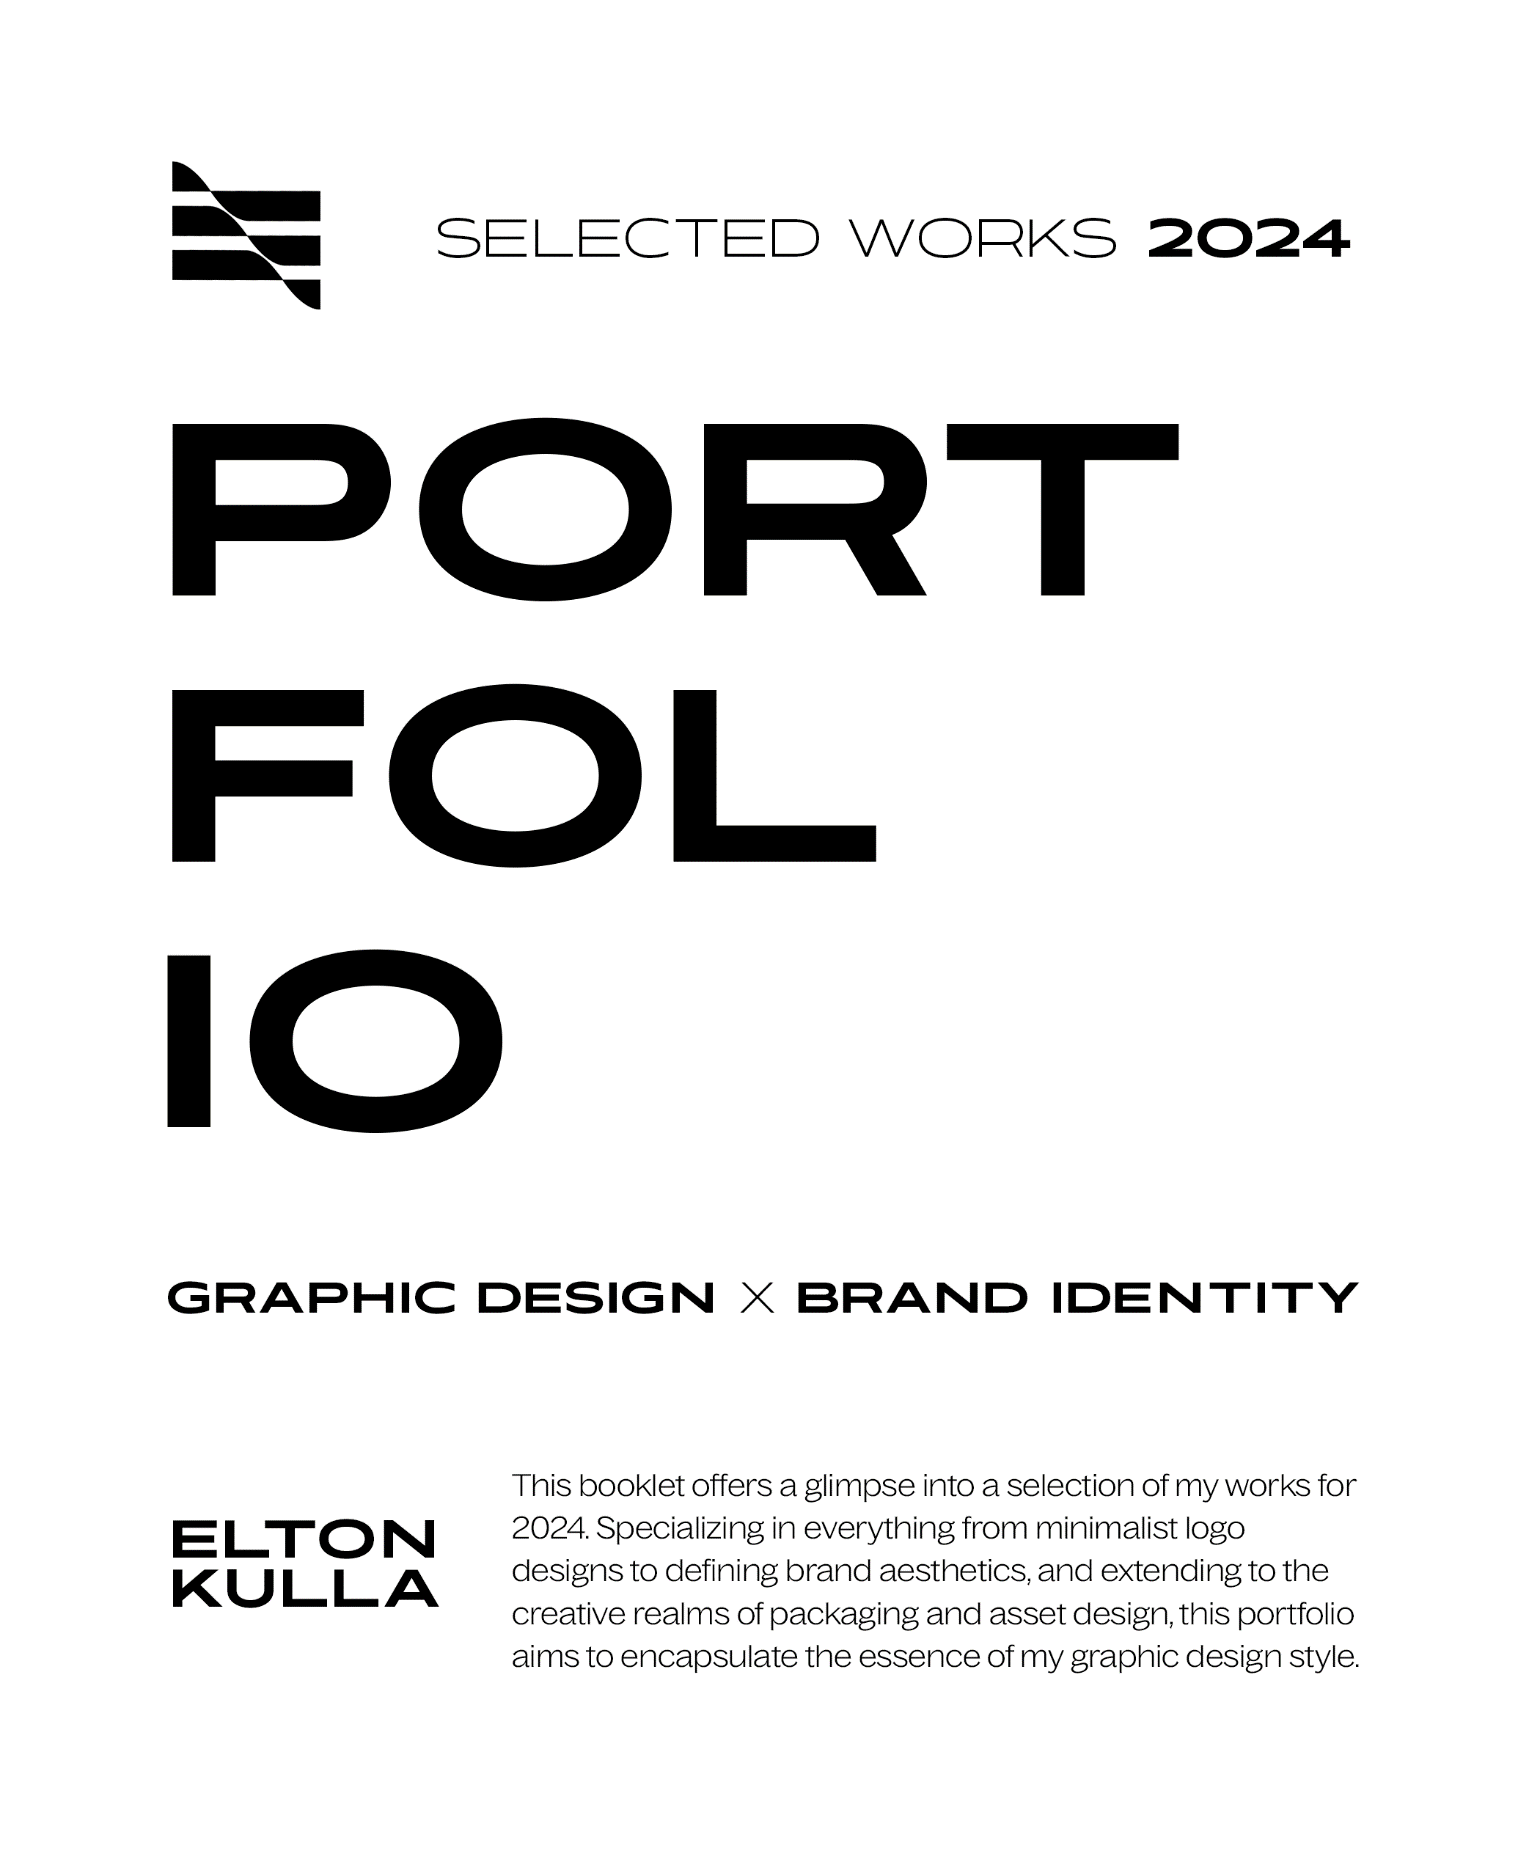 SELECTED WORKS 2024
PORT
FOL
IO
GRAPHIC DESIGN X BRAND IDENTITY
ELTON
KULLA
This booklet offers a glimpse into a selection of my works for
2024. Specializing in everything from minimalist logo
designs to defining brand aesthetics, and extending to the
creative realms of packaging and asset design, this portfolio
aims to encapsulate the essence of my graphic design style.